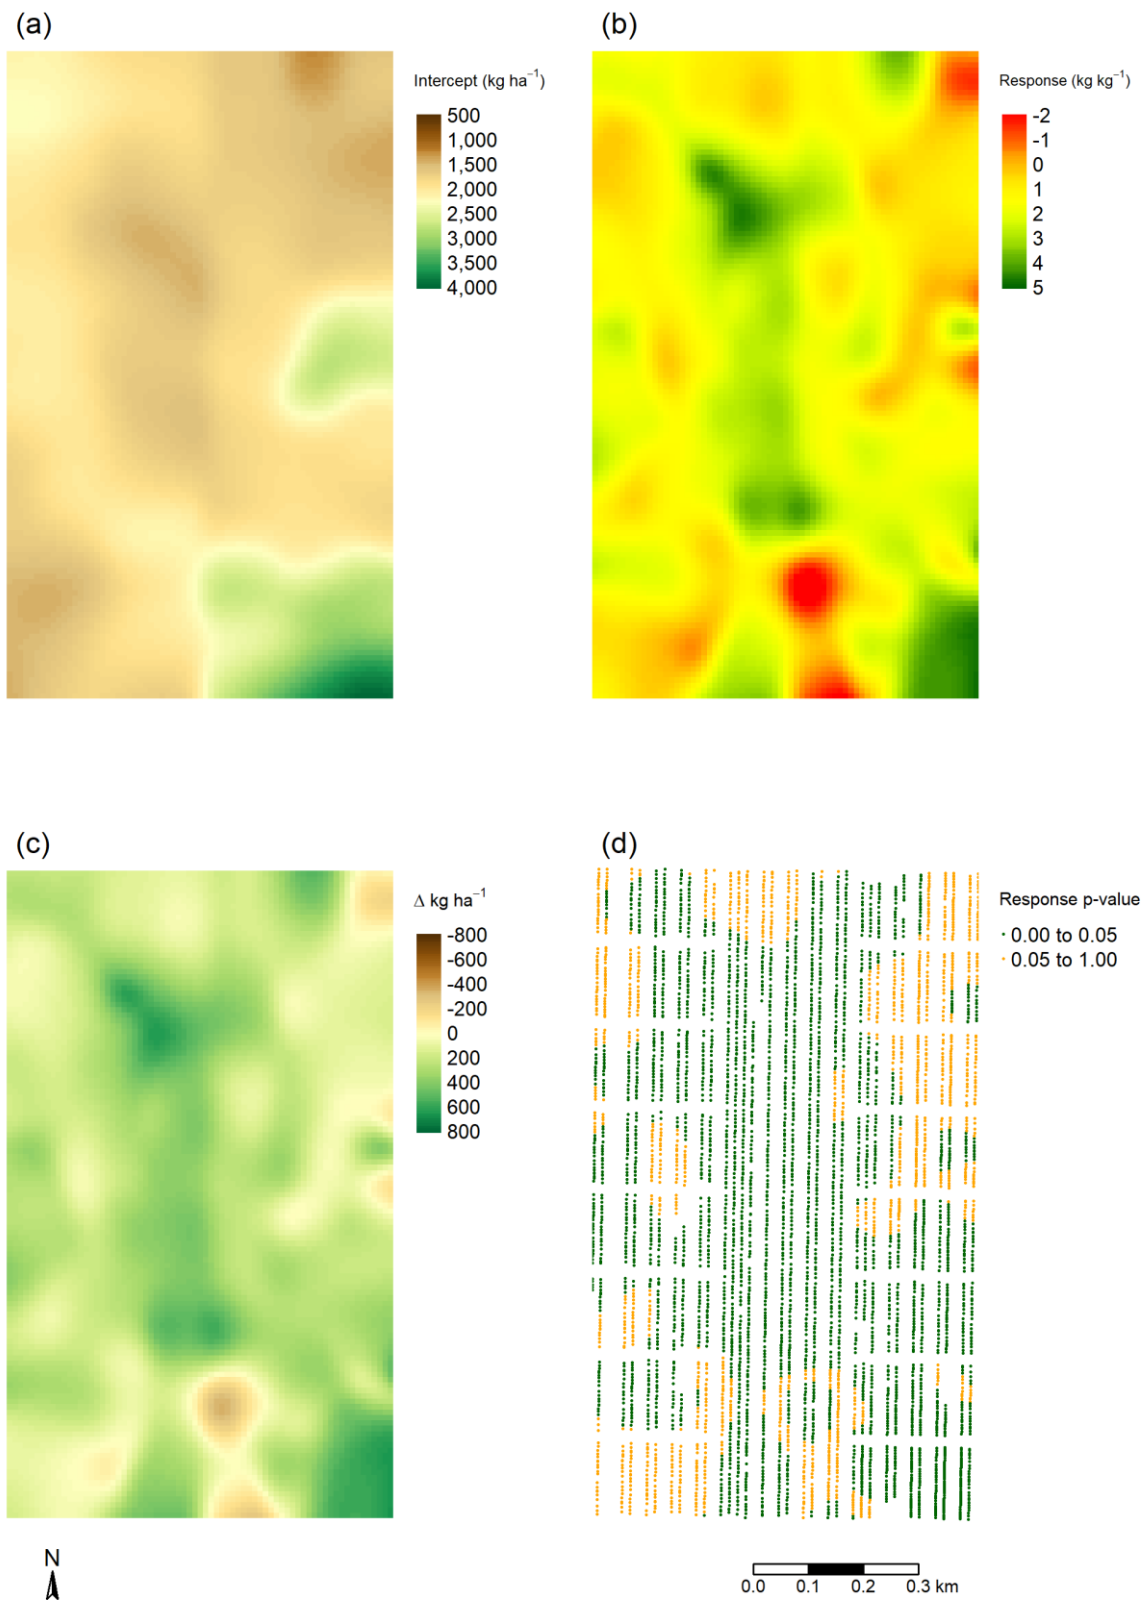 (a)
Intercept (kg ha⁻¹)
500
1,000
1,500
2,000
2,500
3,000
3,500
4,000
(b)
Response (kg kg⁻¹)
-2
-1
0
1
2
3
4
5
(c)
Δ kg ha⁻¹
-800
-600
-400
-200
0
200
400
600
800
(d)
Response p-value
0.00 to 0.05
0.05 to 1.00
N
0.0 0.1 0.2 0.3 km